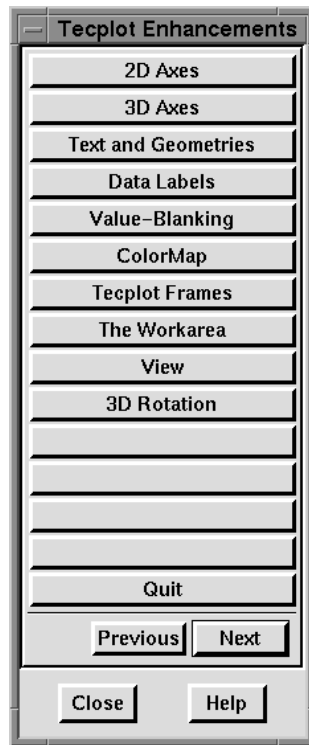 Tecplot Enhancements
2D Axes
3D Axes
Text and Geometries
Data Labels
Value-Blanking
ColorMap
Tecplot Frames
The Workarea
View
3D Rotation
Quit
Previous Next
Close Help